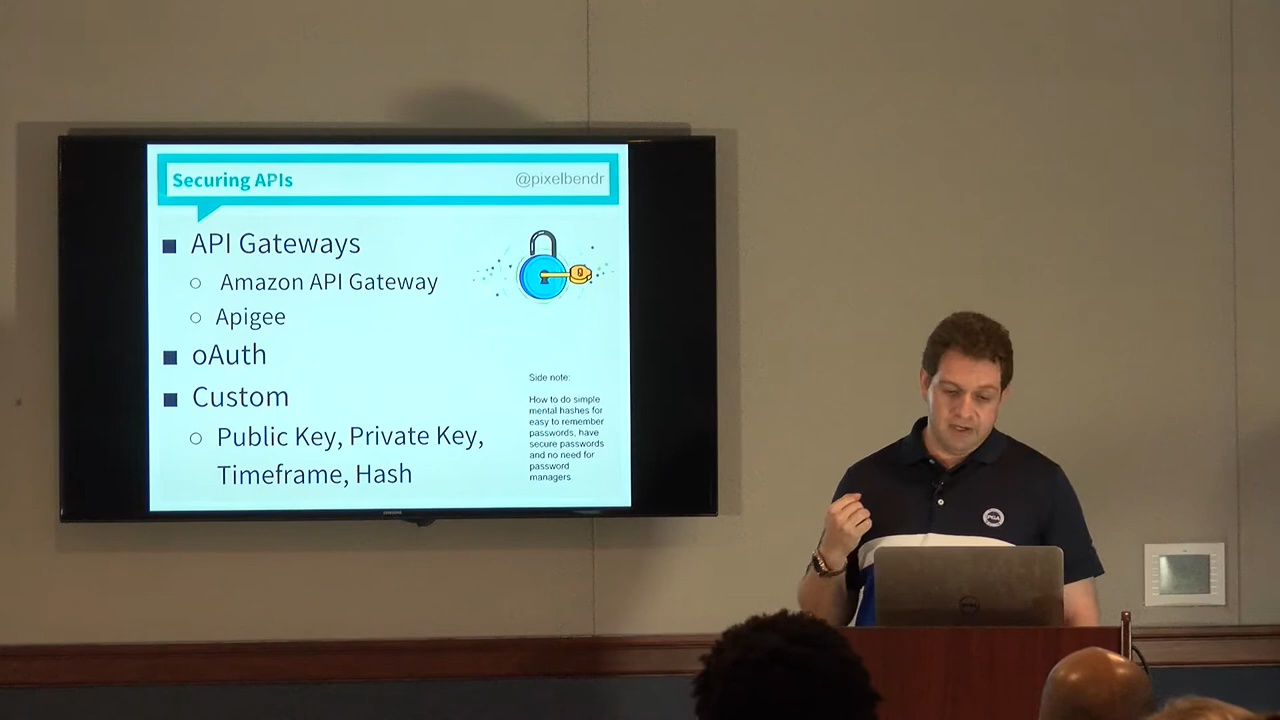 Securing APIs
@pixelbendr
API Gateways
Amazon API Gateway
Apigee
oAuth
Custom
Public Key, Private Key,
Timeframe, Hash
Side note:
How to do simple
mental hashes for
easy to remember
passwords, have
secure passwords
and no need for
password
managers
PGA